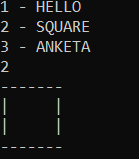 1 - HELLO
2 - SQUARE
3 - ANKETA
2
-------
|     |
|     |
-------